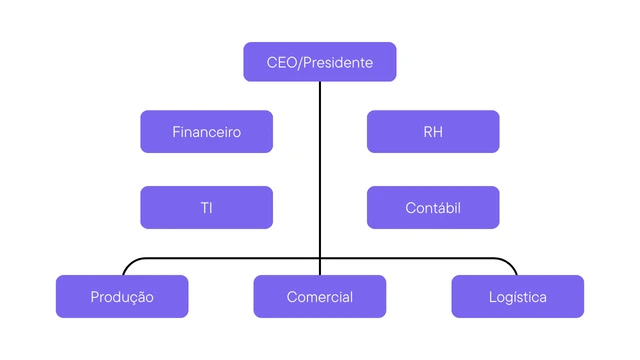 CEO/Presidente
Financeiro
RH
TI
Contábil
Produção
Comercial
Logística